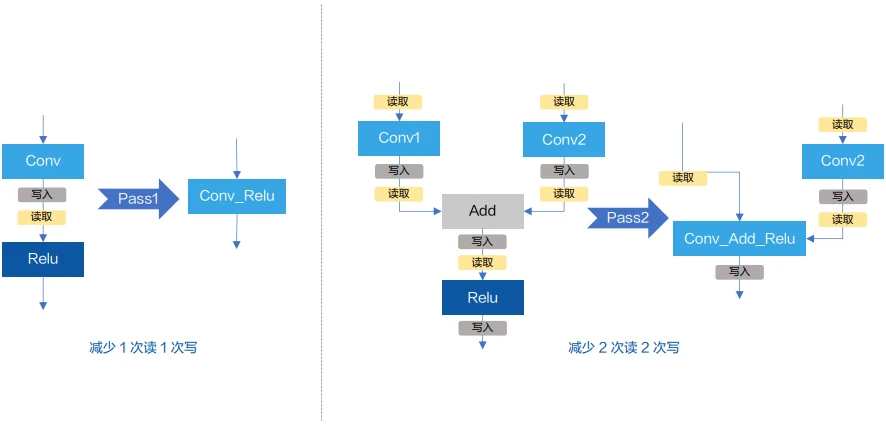 Conv
写入
读取
Relu
Pass1
Conv_Relu
减少 1 次读 1 次写
读取
Conv1
写入
读取
读取
Conv2
写入
读取
Add
写入
读取
Relu
写入
Pass2
读取
读取
Conv2
写入
读取
Conv_Add_Relu
写入
减少 2 次读 2 次写